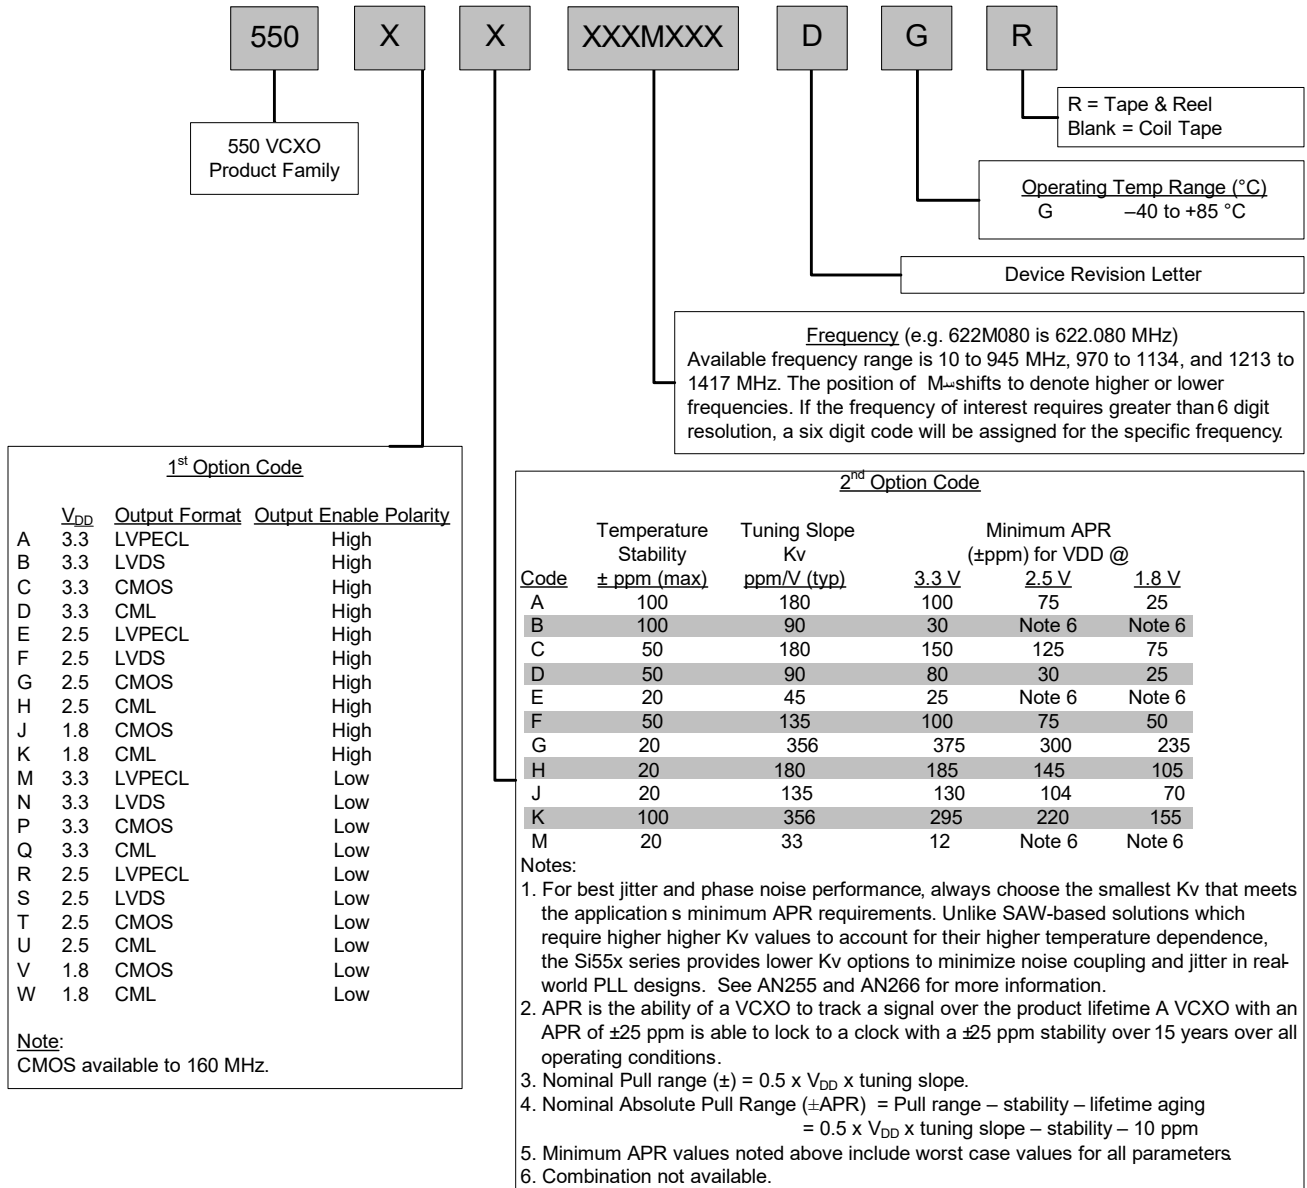 550 X X XXXMXXX D G R
R = Tape & Reel
Blank = Coil Tape
550 VCXO
Product Family
Operating Temp Range (°C)
G –40 to +85 °C
Device Revision Letter
Frequency (e.g. 622M080 is 622.080 MHz)
Available frequency range is 10 to 945 MHz, 970 to 1134, and 1213 to
1417 MHz. The position of M shifts to denote higher or lower
frequencies. If the frequency of interest requires greater than 6 digit
resolution, a six digit code will be assigned for the specific frequency.
1st Option Code
VDD Output Format Output Enable Polarity
A 3.3 LVPECL High
B 3.3 LVDS High
C 3.3 CMOS High
D 3.3 CML High
E 2.5 LVPECL High
F 2.5 LVDS High
G 2.5 CMOS High
H 2.5 CML High
J 1.8 CMOS High
K 1.8 CML High
M 3.3 LVPECL Low
N 3.3 LVDS Low
P 3.3 CMOS Low
Q 3.3 CML Low
R 2.5 LVPECL Low
S 2.5 LVDS Low
T 2.5 CMOS Low
U 2.5 CML Low
V 1.8 CMOS Low
W 1.8 CML Low
Note:
CMOS available to 160 MHz.
2nd Option Code
Temperature Tuning Slope Minimum APR
Stability Kv (±ppm) for VDD @
Code ± ppm (max) ppm/V (typ) 3.3 V 2.5 V 1.8 V
A 100 180 100 75 25
B 100 90 30 Note 6 Note 6
C 50 180 150 125 75
D 50 90 80 30 25
E 20 45 25 Note 6 Note 6
F 50 135 100 75 50
G 20 356 375 300 235
H 20 180 185 145 105
J 20 135 130 104 70
K 100 356 295 220 155
M 20 33 12 Note 6 Note 6
Notes:
1. For best jitter and phase noise performance, always choose the smallest Kv that meets
the application s minimum APR requirements. Unlike SAW-based solutions which
require higher higher Kv values to account for their higher temperature dependence,
the Si55x series provides lower Kv options to minimize noise coupling and jitter in real-
world PLL designs. See AN255 and AN266 for more information.
2. APR is the ability of a VCXO to track a signal over the product lifetime. A VCXO with an
APR of ±25 ppm is able to lock to a clock with a ±25 ppm stability over 15 years over all
operating conditions.
3. Nominal Pull range (±) = 0.5 x VDD x tuning slope.
4. Nominal Absolute Pull Range (±APR) = Pull range – stability – lifetime aging
= 0.5 x VDD x tuning slope – stability – 10 ppm
5. Minimum APR values noted above include worst case values for all parameters.
6. Combination not available.